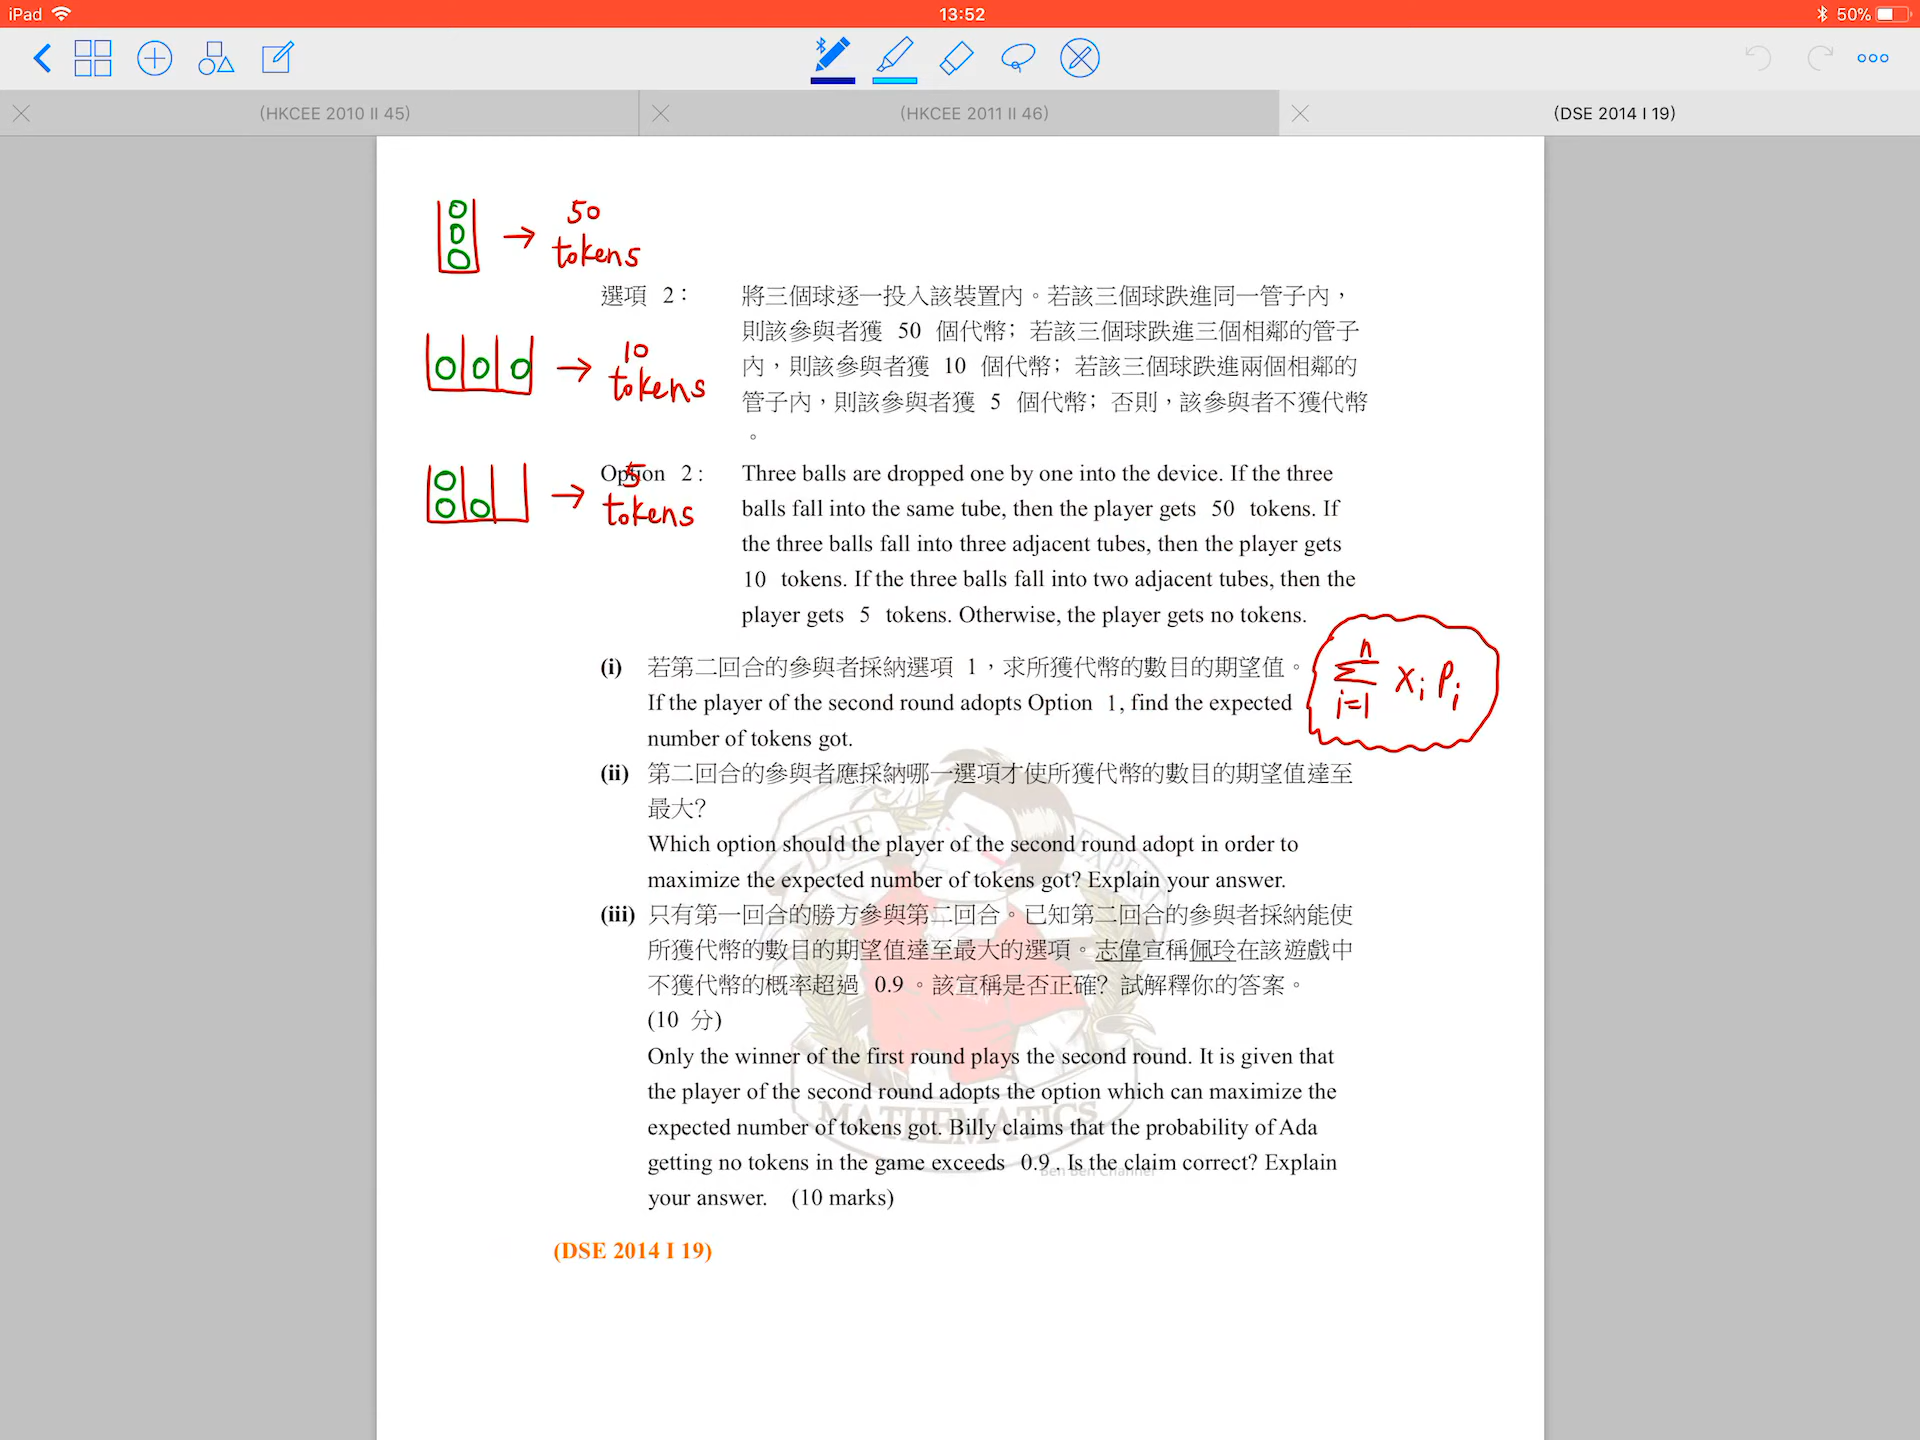 iPad
13:52
50%
(HKCEE 2010 II 45)
(HKCEE 2011 II 46)
(DSE 2014 I 19)
50
tokens
選項 2：
將三個球逐一投入該裝置內。若該三個球跌進同一管子內，
則該參與者獲 50 個代幣；若該三個球跌進三個相鄰的管子
內，則該參與者獲 10 個代幣；若該三個球跌進兩個相鄰的
管子內，則該參與者獲 5 個代幣；否則，該參與者不獲代幣
。
10
tokens
Option 2:
Three balls are dropped one by one into the device. If the three
balls fall into the same tube, then the player gets 50 tokens. If
the three balls fall into three adjacent tubes, then the player gets
10 tokens. If the three balls fall into two adjacent tubes, then the
player gets 5 tokens. Otherwise, the player gets no tokens.
5
tokens
(i) 若第二回合的參與者採納選項 1，求所獲代幣的數目的期望值。
If the player of the second round adopts Option 1, find the expected
number of tokens got.
n
Σ xᵢ pᵢ
i=1
(ii) 第二回合的參與者應採納哪一選項才使所獲代幣的數目的期望值達至
最大？
Which option should the player of the second round adopt in order to
maximize the expected number of tokens got? Explain your answer.
(iii) 只有第一回合的勝方參與第二回合。已知第二回合的參與者採納能使
所獲代幣的數目的期望值達至最大的選項。志偉宣稱佩玲在該遊戲中
不獲代幣的概率超過 0.9。該宣稱是否正確？試解釋你的答案。
(10 分)
Only the winner of the first round plays the second round. It is given that
the player of the second round adopts the option which can maximize the
expected number of tokens got. Billy claims that the probability of Ada
getting no tokens in the game exceeds 0.9. Is the claim correct? Explain
your answer. (10 marks)
DSE
EXPERT
MATHEMATICS
Ben Ben Channel
(DSE 2014 I 19)